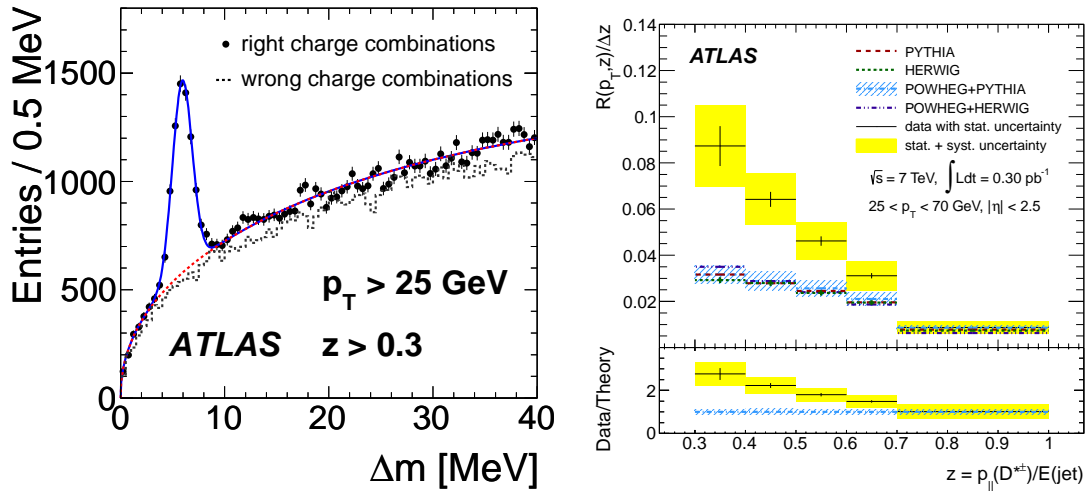 Entries / 0.5 MeV
1500
1000
500
0
right charge combinations
wrong charge combinations
p_T > 25 GeV
ATLAS z > 0.3
0 10 20 30 40
Δm [MeV]
R(p_T,z)/Δz
0.14
0.12
0.1
0.08
0.06
0.04
0.02
ATLAS
PYTHIA
HERWIG
POWHEG+PYTHIA
POWHEG+HERWIG
data with stat. uncertainty
stat. + syst. uncertainty
√s = 7 TeV, ∫Ldt = 0.30 pb⁻¹
25 < p_T < 70 GeV, |η| < 2.5
Data/Theory
2
0
0.3 0.4 0.5 0.6 0.7 0.8 0.9 1
z = p_||(D*±)/E(jet)